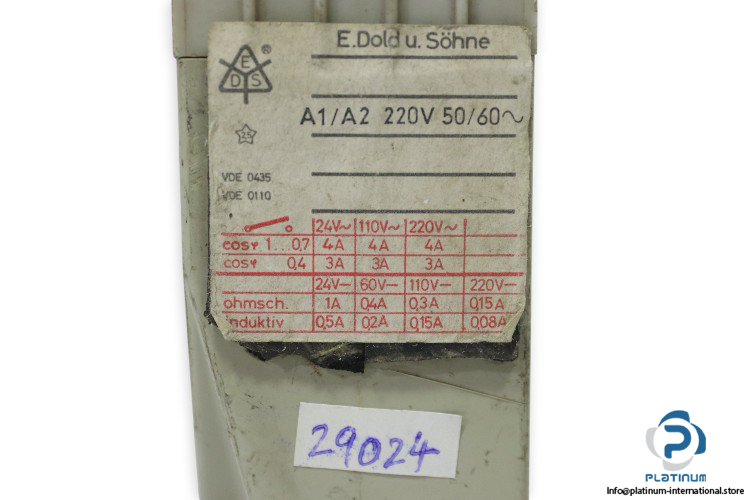 E.Dold u. Söhne
E
D S
®
A1/A2 220V 50/60~
25
VDE 0435
VDE 0110
24V~ 110V~ 220V~
cosφ 1...0,7 4A 4A 4A
cosφ 0,4 3A 3A 3A
24V– 60V– 110V– 220V–
ohmsch. 1A 0,4A 0,3A 0,15A
induktiv 0,5A 0,2A 0,15A 0,08A
29024
PLATINUM
Info@platinum-international.store